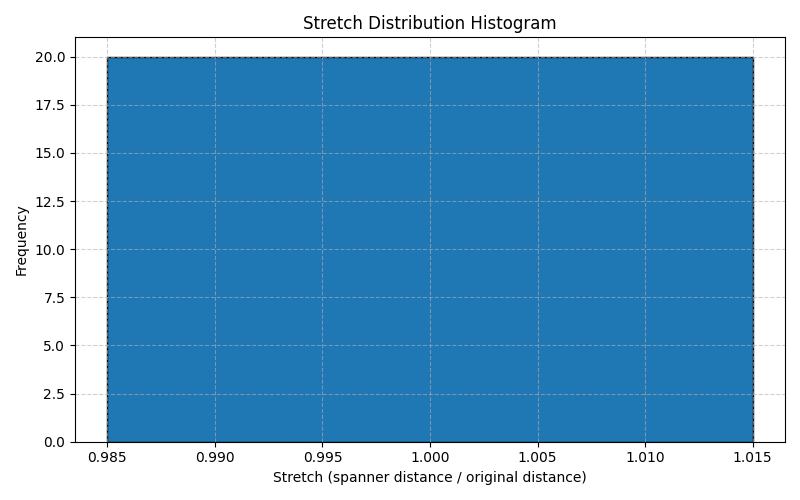 Stretch Distribution Histogram
Frequency
20.0
17.5
15.0
12.5
10.0
7.5
5.0
2.5
0.0
0.985 0.990 0.995 1.000 1.005 1.010 1.015
Stretch (spanner distance / original distance)